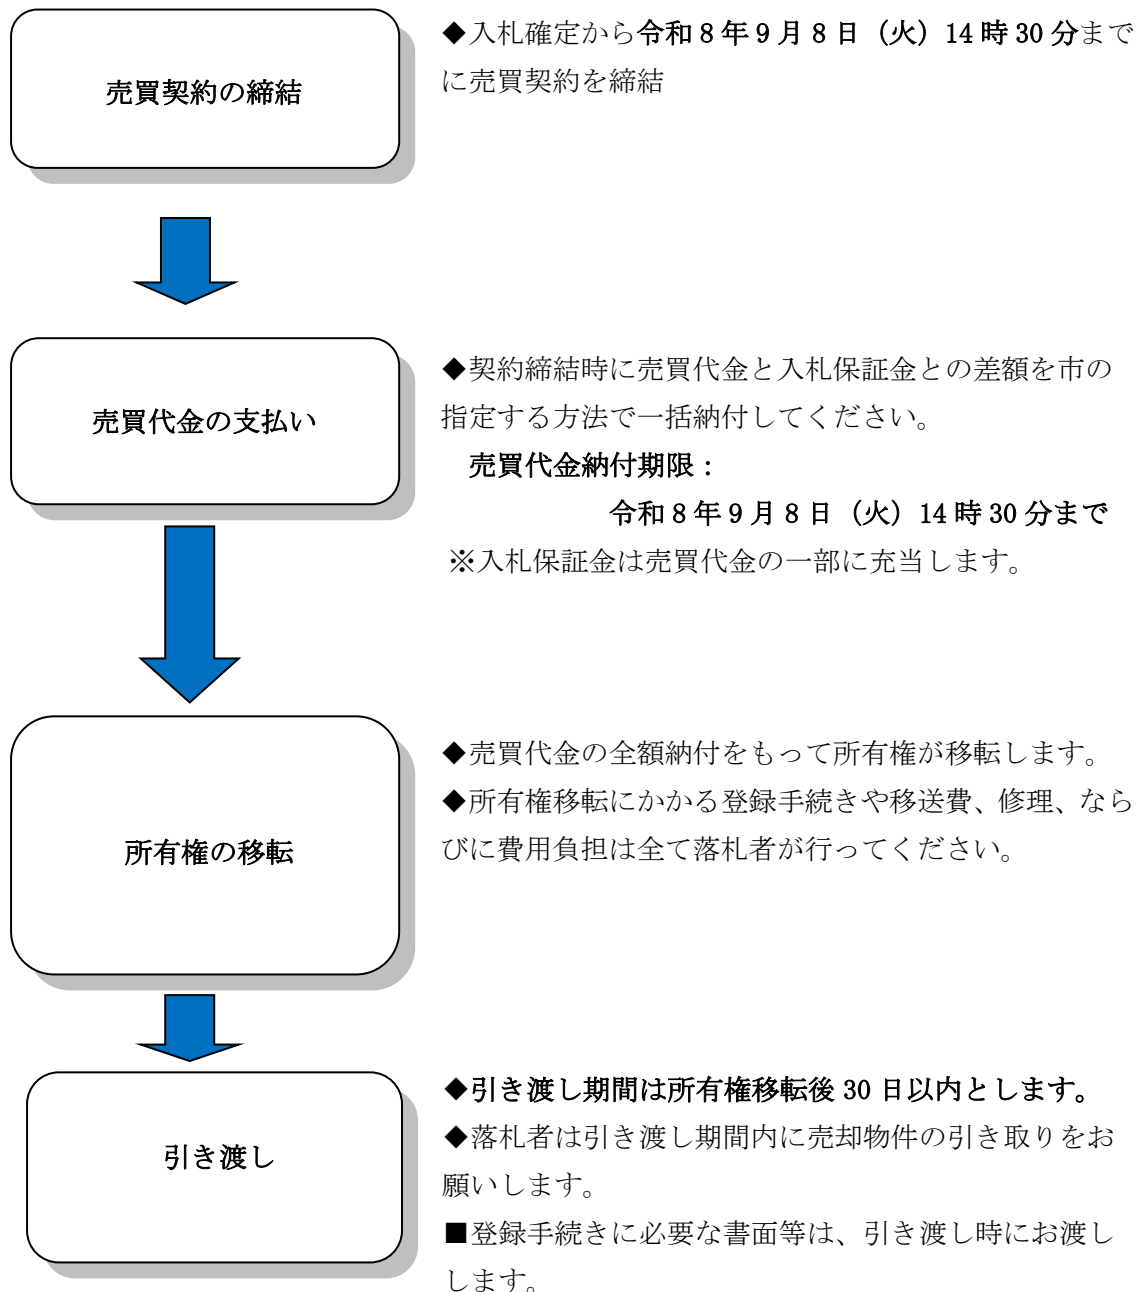 売買契約の締結
◆入札確定から令和8年9月8日（火）14時30分まで
に売買契約を締結
売買代金の支払い
◆契約締結時に売買代金と入札保証金との差額を市の
指定する方法で一括納付してください。
売買代金納付期限：
令和8年9月8日（火）14時30分まで
※入札保証金は売買代金の一部に充当します。
所有権の移転
◆売買代金の全額納付をもって所有権が移転します。
◆所有権移転にかかる登録手続きや移送費、修理、なら
びに費用負担は全て落札者が行ってください。
引き渡し
◆引き渡し期間は所有権移転後30日以内とします。
◆落札者は引き渡し期間内に売却物件の引き取りをお
願いします。
■登録手続きに必要な書面等は、引き渡し時にお渡し
します。